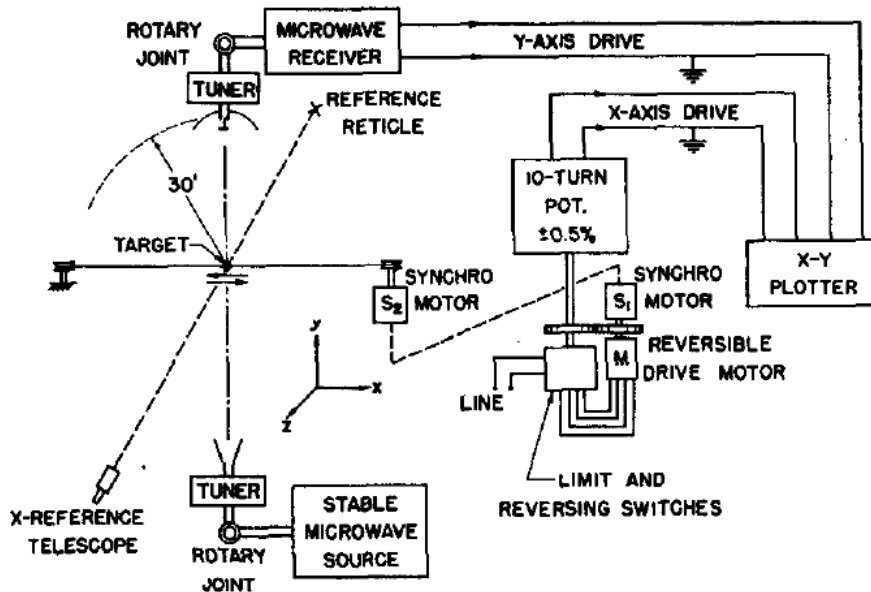 ROTARY
JOINT
MICROWAVE
RECEIVER
Y-AXIS DRIVE
TUNER
REFERENCE
RETICLE
X-AXIS DRIVE
30'
10-TURN
POT.
±0.5%
TARGET
SYNCHRO
MOTOR
S2
SYNCHRO
MOTOR
S1
X-Y
PLOTTER
M
REVERSIBLE
DRIVE MOTOR
y
x
z
LINE
LIMIT AND
REVERSING SWITCHES
TUNER
X-REFERENCE
TELESCOPE
STABLE
MICROWAVE
SOURCE
ROTARY
JOINT